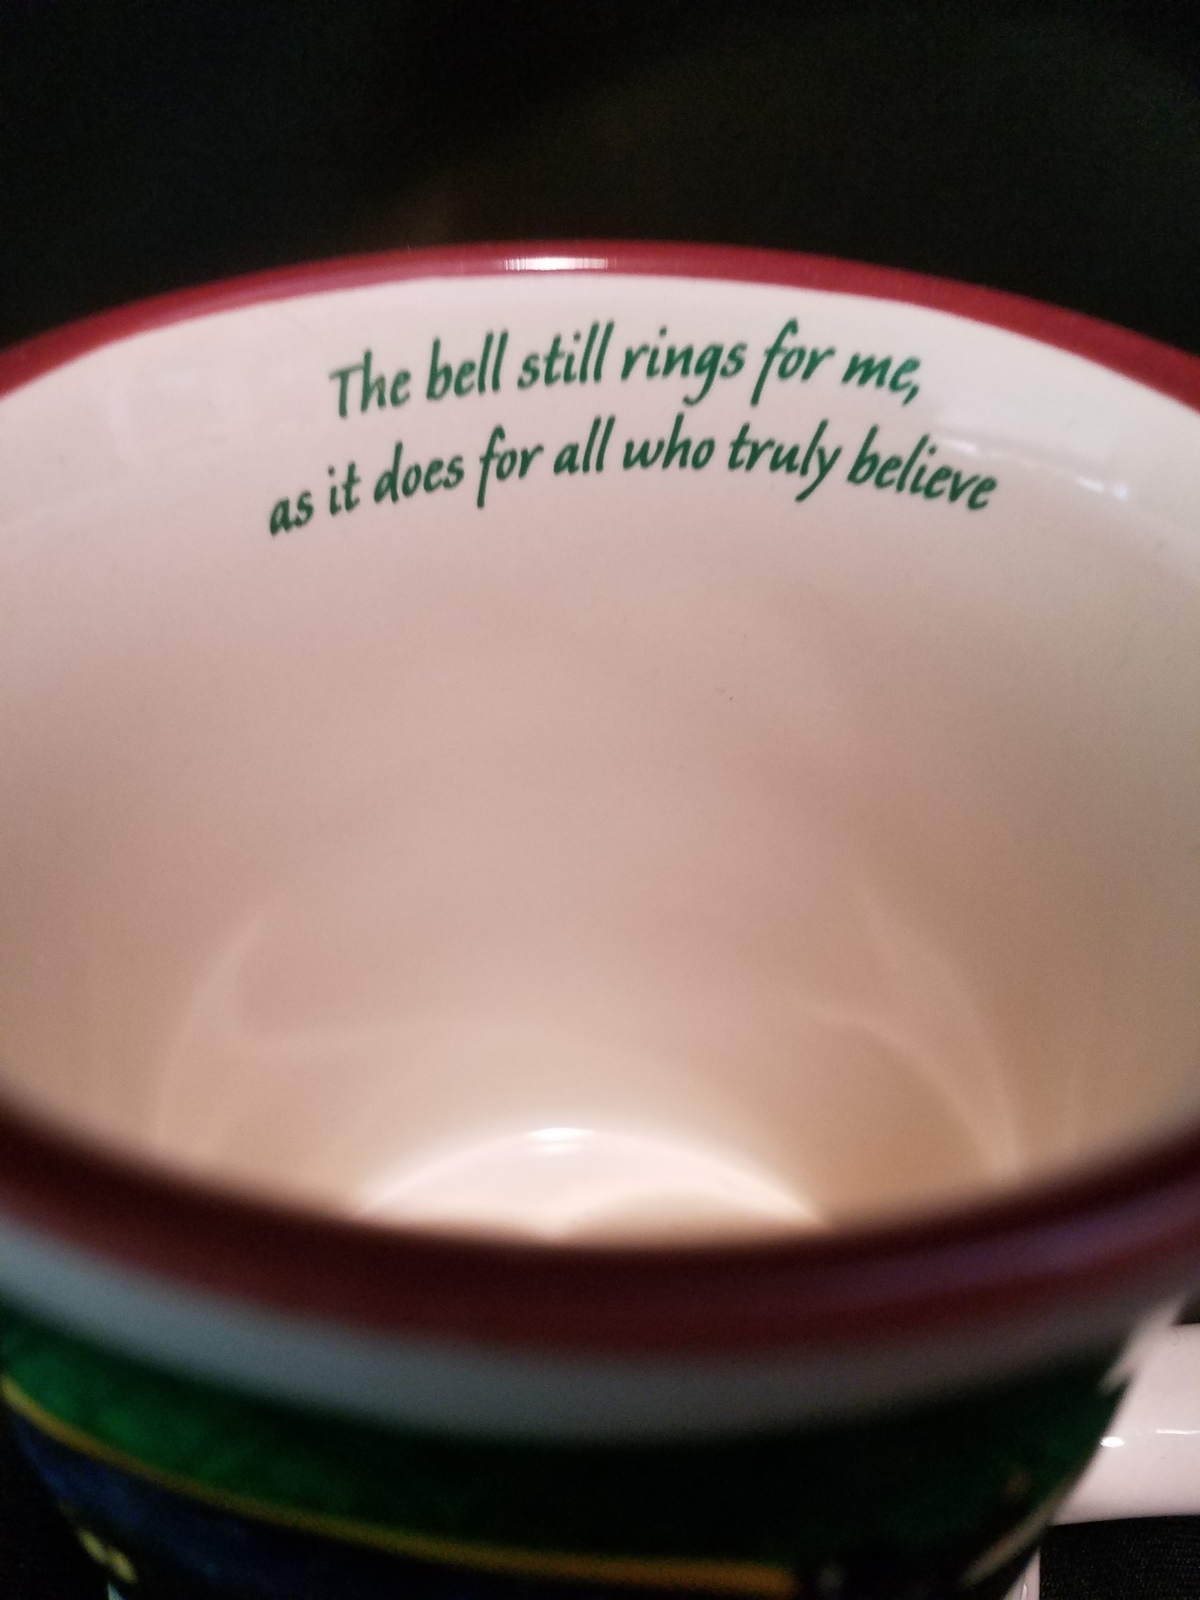 The bell still rings for me,
as it does for all who truly believe